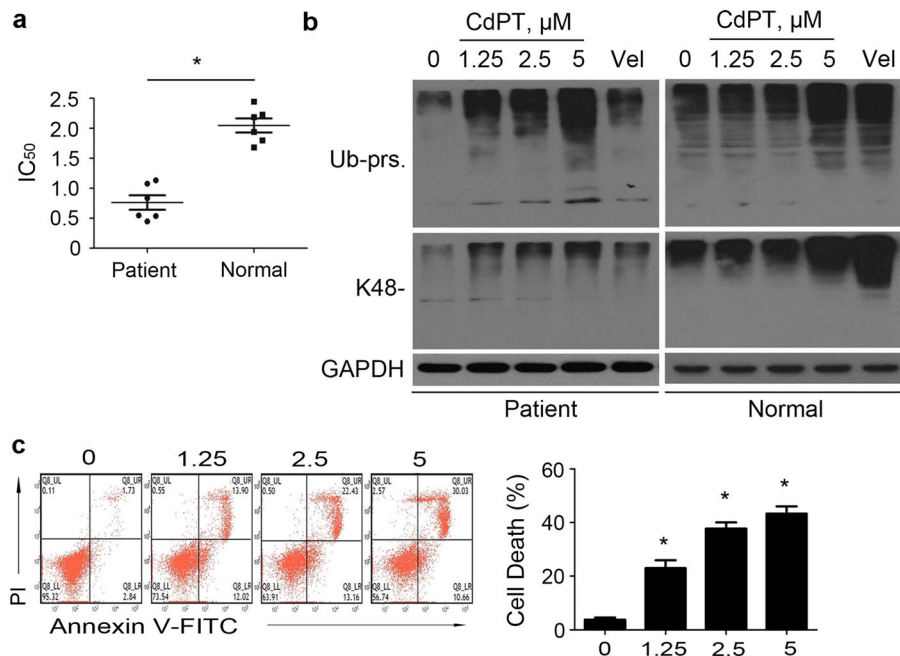 a
*
IC50
2.5
2.0
1.5
1.0
0.5
0
Patient
Normal
b
CdPT, µM
CdPT, µM
0 1.25 2.5 5 Vel
0 1.25 2.5 5 Vel
Ub-prs.
K48-
GAPDH
Patient
Normal
c
0 1.25 2.5 5
Q8_UL Q8_UR
0.11 1.73
Q8_UL Q8_UR
0.55 13.90
Q8_UL Q8_UR
0.50 22.43
Q8_UL Q8_UR
2.57 30.03
Q8_LL Q8_LR
95.32 2.84
Q8_LL Q8_LR
73.54 12.02
Q8_LL Q8_LR
63.91 13.16
Q8_LL Q8_LR
56.74 10.66
PI
Annexin V-FITC
Cell Death (%)
60
40
20
0
* * *
0 1.25 2.5 5